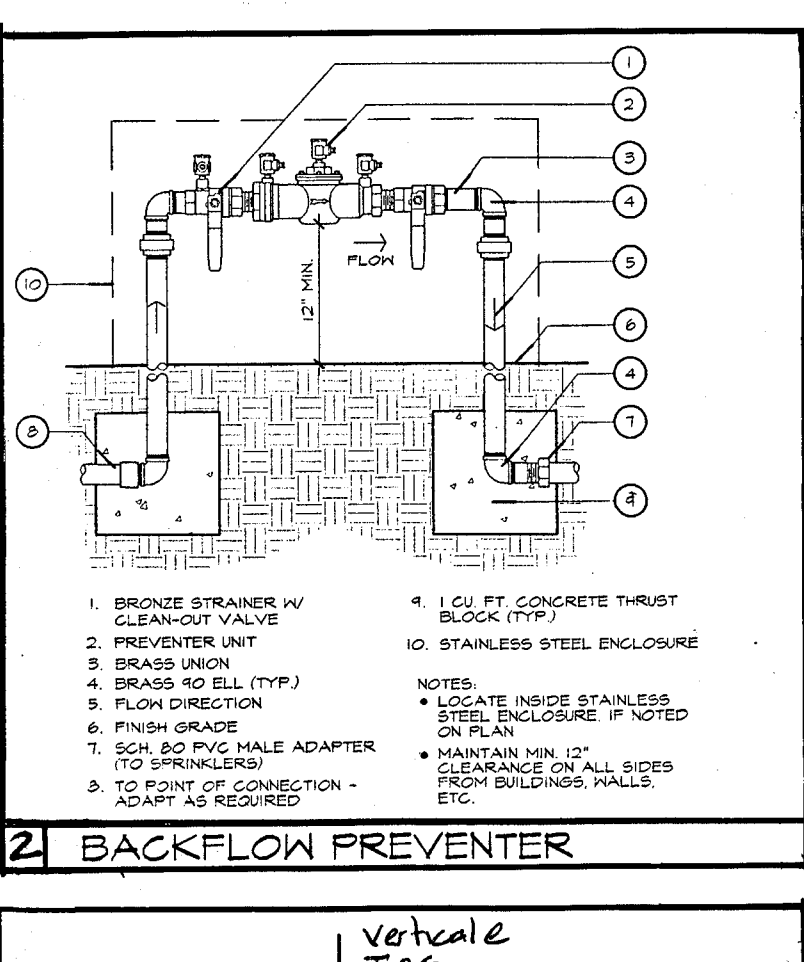 1
2
3
4
10
12" MIN.
FLOW
5
6
4
8
7
9
1. BRONZE STRAINER W/
CLEAN-OUT VALVE
2. PREVENTER UNIT
3. BRASS UNION
4. BRASS 90 ELL (TYP.)
5. FLOW DIRECTION
6. FINISH GRADE
7. SCH. 80 PVC MALE ADAPTER
(TO SPRINKLERS)
8. TO POINT OF CONNECTION -
ADAPT AS REQUIRED
9. 1 CU. FT. CONCRETE THRUST
BLOCK (TYP.)
10. STAINLESS STEEL ENCLOSURE
NOTES:
• LOCATE INSIDE STAINLESS
STEEL ENCLOSURE, IF NOTED
ON PLAN
• MAINTAIN MIN. 12"
CLEARANCE ON ALL SIDES
FROM BUILDINGS, WALLS,
ETC.
2 BACKFLOW PREVENTER
verticale